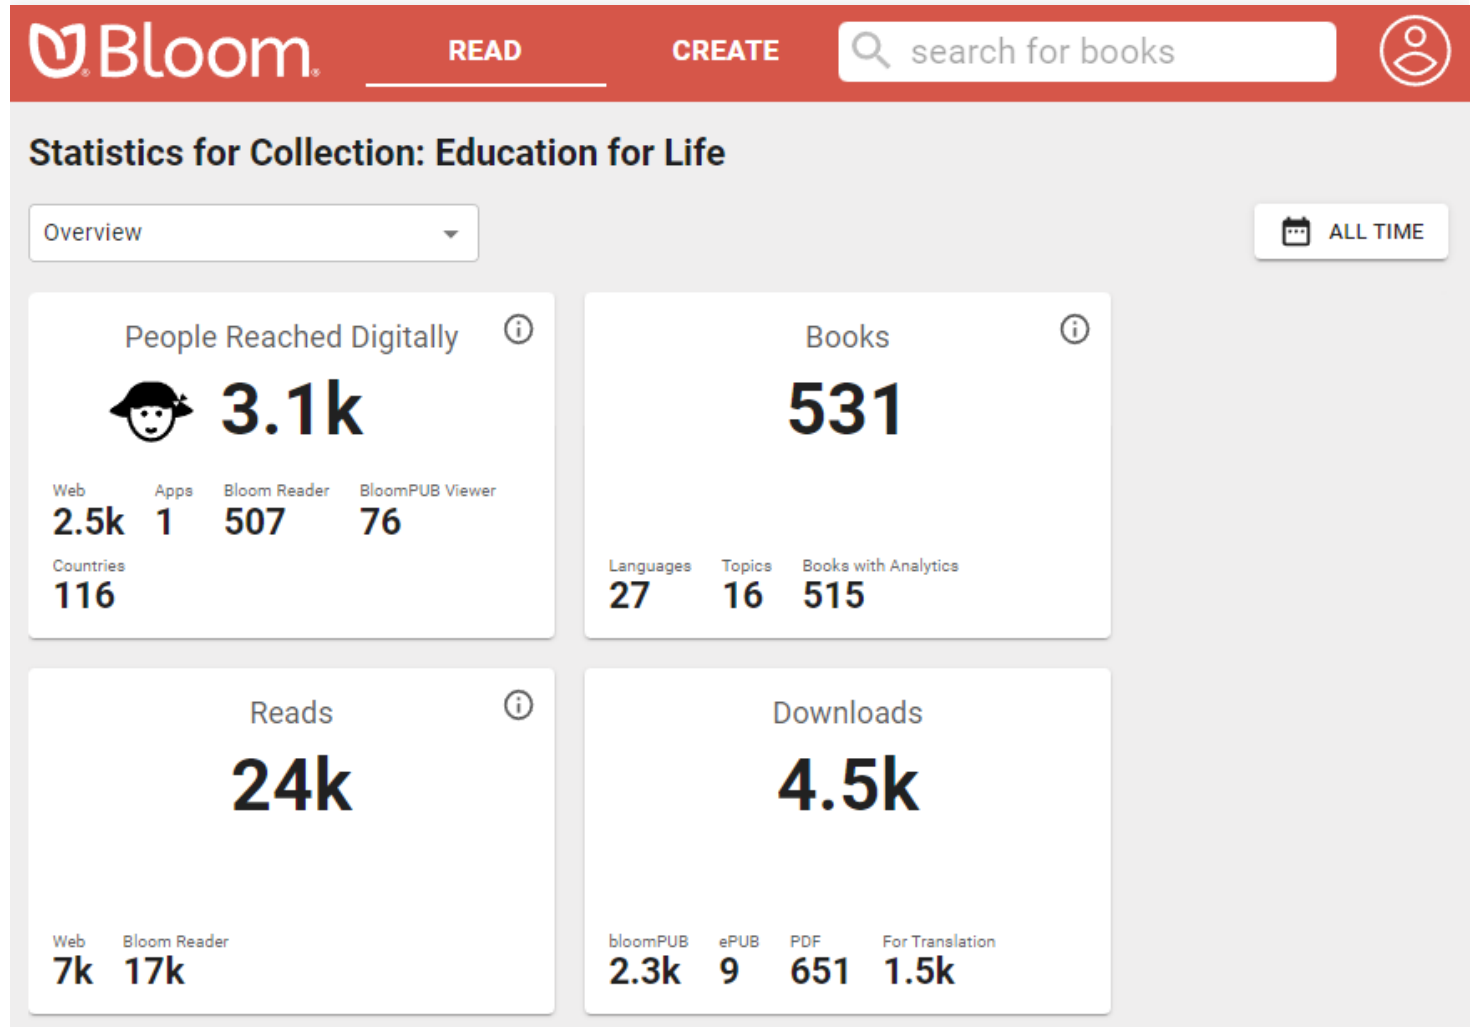 Bloom®
READ
CREATE
search for books
Statistics for Collection: Education for Life
Overview
ALL TIME
People Reached Digitally
3.1k
Web Apps Bloom Reader BloomPUB Viewer
2.5k 1 507 76
Countries
116
Books
531
Languages Topics Books with Analytics
27 16 515
Reads
24k
Web Bloom Reader
7k 17k
Downloads
4.5k
bloomPUB ePUB PDF For Translation
2.3k 9 651 1.5k